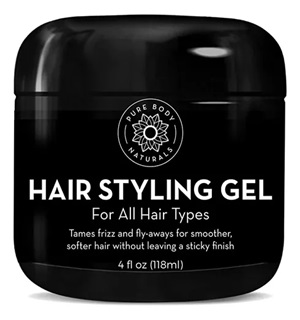 PURE BODY
NATURALS
HAIR STYLING GEL
For All Hair Types
Tames frizz and fly-aways for smoother,
softer hair without leaving a sticky finish
4 fl oz (118ml)